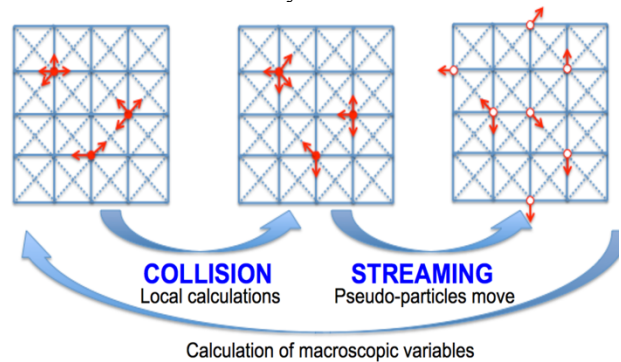 COLLISION
Local calculations
STREAMING
Pseudo-particles move
Calculation of macroscopic variables